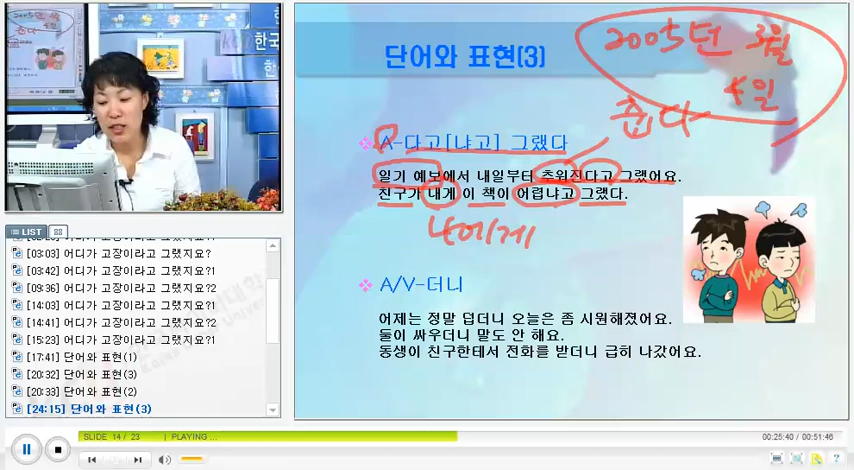 단어와 표현(3)
2005년 3월
4일
춥다
A-다고[냐고] 그랬다
일기 예보에서 내일부터 추워진다고 그랬어요.
친구가 내게 이 책이 어렵냐고 그랬다.
나에게
A/V-더니
어제는 정말 덥더니 오늘은 좀 시원해졌어요.
둘이 싸우더니 말도 안 해요.
동생이 친구한테서 전화를 받더니 급히 나갔어요.
LIST
[03:03] 어디가 고장이라고 그랬지요?
[03:42] 어디가 고장이라고 그랬지요?1
[09:36] 어디가 고장이라고 그랬지요?2
[14:03] 어디가 고장이라고 그랬지요?1
[14:41] 어디가 고장이라고 그랬지요?2
[15:23] 어디가 고장이라고 그랬지요?1
[17:41] 단어와 표현(1)
[20:32] 단어와 표현(3)
[20:33] 단어와 표현(2)
[24:15] 단어와 표현(3)
SLIDE 14 / 23 | PLAYING ...
00:25:40 / 00:51:46